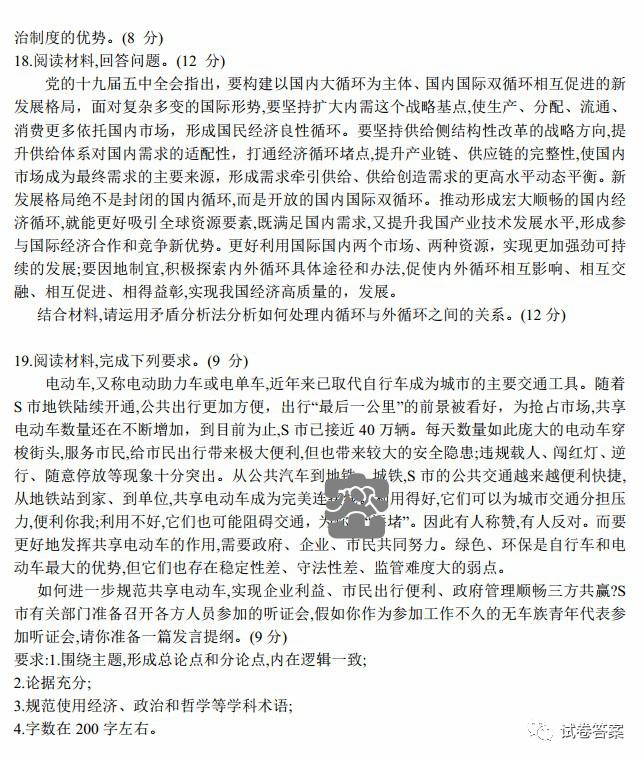 治制度的优势。(8 分)
18.阅读材料,回答问题。(12 分)
党的十九届五中全会指出，要构建以国内大循环为主体、国内国际双循环相互促进的新
发展格局，面对复杂多变的国际形势,要坚持扩大内需这个战略基点,使生产、分配、流通、
消费更多依托国内市场，形成国民经济良性循环。要坚持供给侧结构性改革的战略方向,提
升供给体系对国内需求的适配性，打通经济循环堵点,提升产业链、供应链的完整性,使国内
市场成为最终需求的主要来源，形成需求牵引供给、供给创造需求的更高水平动态平衡。新
发展格局绝不是封闭的国内循环,而是开放的国内国际双循环。推动形成宏大顺畅的国内经
济循环,就能更好吸引全球资源要素,既满足国内需求,又提升我国产业技术发展水平,形成参
与国际经济合作和竞争新优势。更好利用国际国内两个市场、两种资源，实现更加强劲可持
续的发展;要因地制宜,积极探索内外循环具体途径和办法,促使内外循环相互影响、相互交
融、相互促进、相得益彰,实现我国经济高质量的，发展。
结合材料,请运用矛盾分析法分析如何处理内循环与外循环之间的关系。(12 分)
19.阅读材料,完成下列要求。(9 分)
电动车,又称电动助力车或电单车,近年来已取代自行车成为城市的主要交通工具。随着
S 市地铁陆续开通,公共出行更加方便，出行“最后一公里”的前景被看好，为抢占市场,共享
电动车数量还在不断增加，到目前为止,S 市已接近 40 万辆。每天数量如此庞大的电动车穿
梭街头,服务市民,给市民出行带来极大便利,但也带来较大的安全隐患;违规载人、闯红灯、逆
行、随意停放等现象十分突出。从公共汽车到地铁、城铁,S 市的公共交通越来越便利快捷,
从地铁站到家、到单位,共享电动车成为完美连 利用得好,它们可以为城市交通分担压
力,便利你我;利用不好,它们也可能阻碍交通，为 堵”。因此有人称赞,有人反对。而要
更好地发挥共享电动车的作用,需要政府、企业、市民共同努力。绿色、环保是自行车和电
动车最大的优势,但它们也存在稳定性差、守法性差、监管难度大的弱点。
如何进一步规范共享电动车,实现企业利益、市民出行便利、政府管理顺畅三方共赢?S
市有关部门准备召开各方人员参加的听证会,假如你作为参加工作不久的无车族青年代表参
加听证会,请你准备一篇发言提纲。(9 分)
要求:1.围绕主题,形成总论点和分论点,内在逻辑一致;
2.论据充分;
3.规范使用经济、政治和哲学等学科术语;
4.字数在 200 字左右。
试卷答案